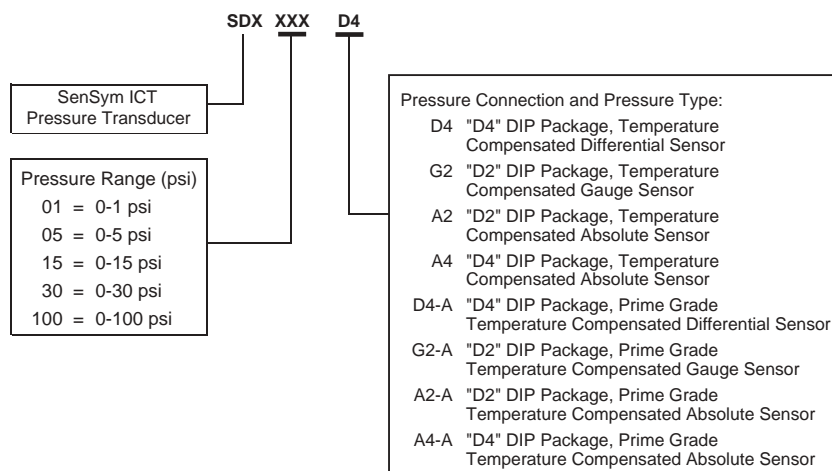 SDX XXX D4
SenSym ICT
Pressure Transducer
Pressure Range (psi)
01 = 0-1 psi
05 = 0-5 psi
15 = 0-15 psi
30 = 0-30 psi
100 = 0-100 psi
Pressure Connection and Pressure Type:
D4 "D4" DIP Package, Temperature
Compensated Differential Sensor
G2 "D2" DIP Package, Temperature
Compensated Gauge Sensor
A2 "D2" DIP Package, Temperature
Compensated Absolute Sensor
A4 "D4" DIP Package, Temperature
Compensated Absolute Sensor
D4-A "D4" DIP Package, Prime Grade
Temperature Compensated Differential Sensor
G2-A "D2" DIP Package, Prime Grade
Temperature Compensated Gauge Sensor
A2-A "D2" DIP Package, Prime Grade
Temperature Compensated Absolute Sensor
A4-A "D4" DIP Package, Prime Grade
Temperature Compensated Absolute Sensor